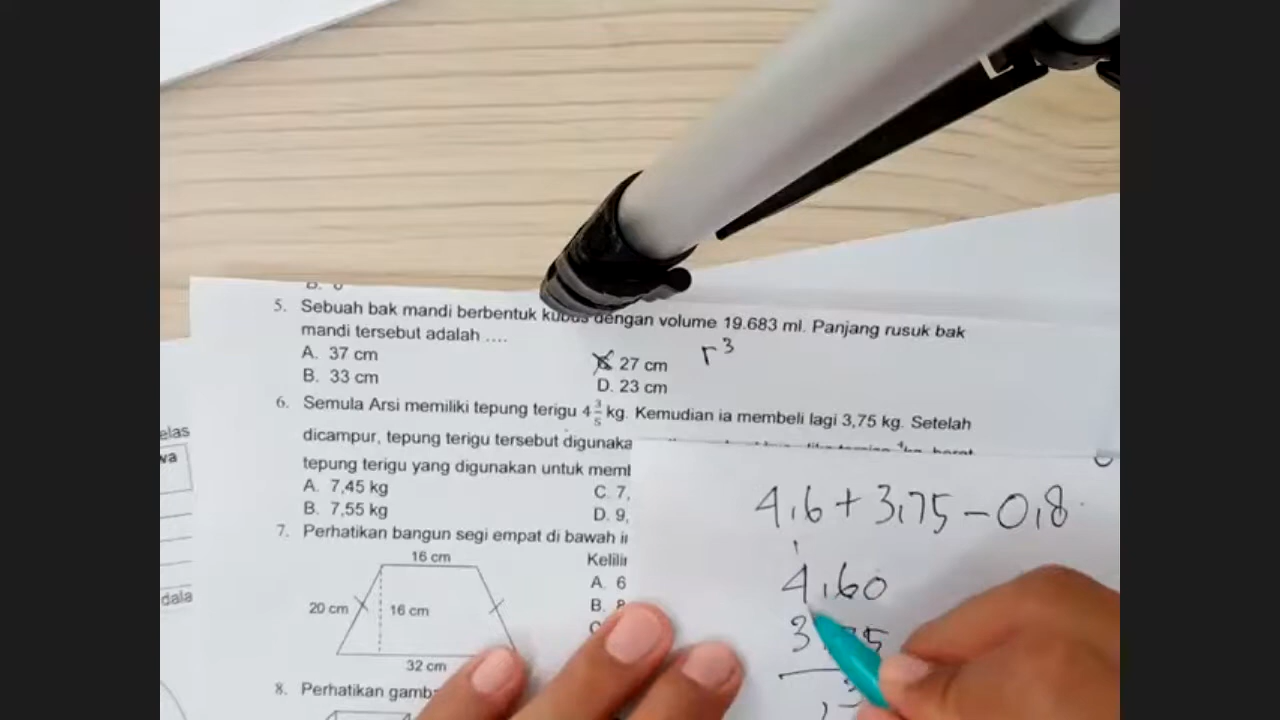 5. Sebuah bak mandi berbentuk kubus dengan volume 19.683 ml. Panjang rusuk bak
mandi tersebut adalah ....
A. 37 cm
27 cm
B. 33 cm
D. 23 cm
r³
6. Semula Arsi memiliki tepung terigu 4 3/5 kg. Kemudian ia membeli lagi 3,75 kg. Setelah
dicampur, tepung terigu tersebut
tepung terigu yang digunakan untuk
A. 7,45 kg
C. 7,
B. 7,55 kg
D. 9,
7. Perhatikan bangun segi empat di bawah
16 cm
20 cm
16 cm
32 cm
A. 6
B. 8
8. Perhatikan
elas
wa
dala
4,6 + 3,75 - 0,8
1
4,60